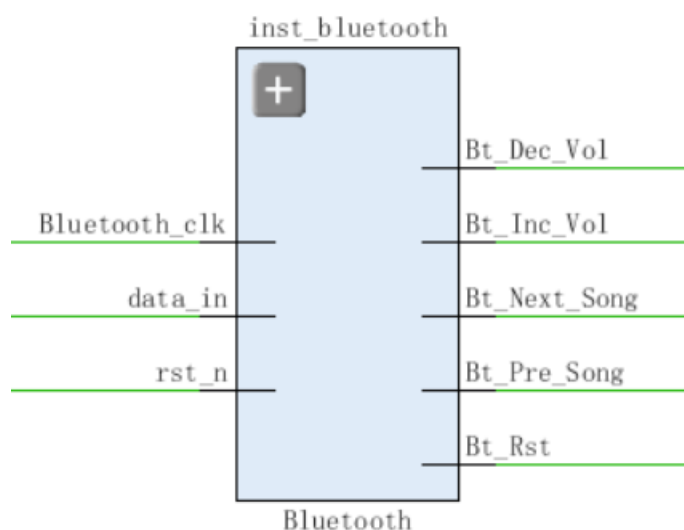 inst_bluetooth
Bt_Dec_Vol
Bluetooth_clk
Bt_Inc_Vol
data_in
Bt_Next_Song
rst_n
Bt_Pre_Song
Bt_Rst
Bluetooth